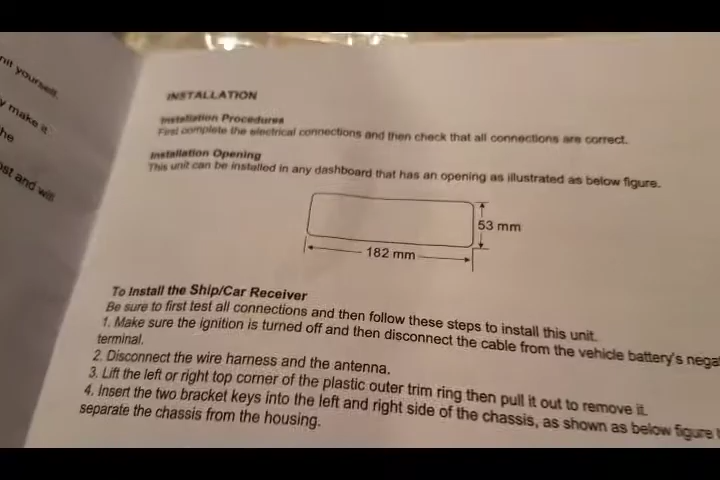 nit yourself.
y make it
he
ost and will
INSTALLATION
Installation Procedures
First complete the electrical connections and then check that all connections are correct.
Installation Opening
This unit can be installed in any dashboard that has an opening as illustrated as below figure.
53 mm
182 mm
To Install the Ship/Car Receiver
Be sure to first test all connections and then follow these steps to install this unit.
1. Make sure the ignition is turned off and then disconnect the cable from the vehicle battery's nega
terminal.
2. Disconnect the wire harness and the antenna.
3. Lift the left or right top corner of the plastic outer trim ring then pull it out to remove it.
4. Insert the two bracket keys into the left and right side of the chassis, as shown as below figure
separate the chassis from the housing.